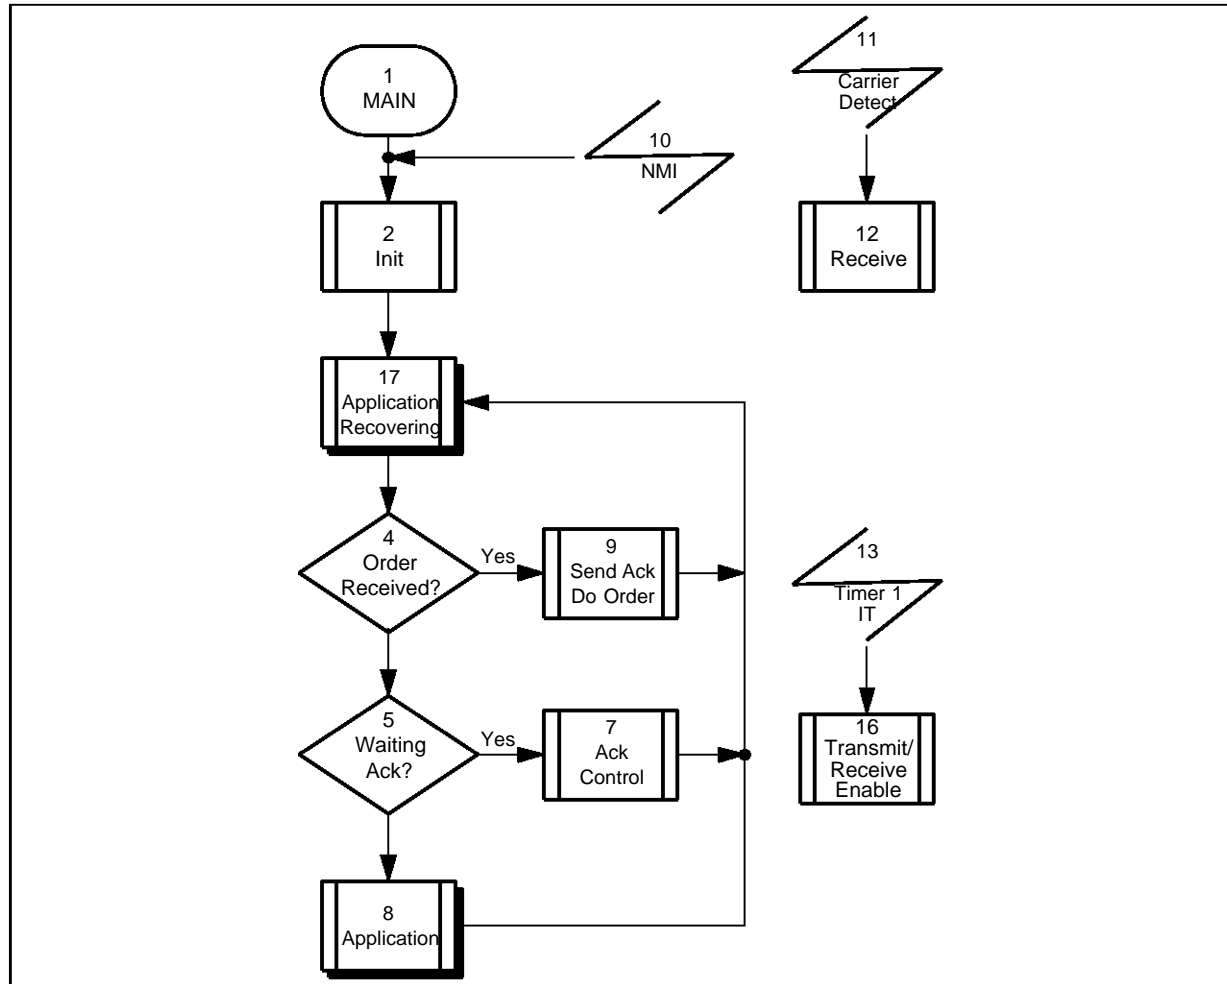 1
MAIN
10
NMI
11
Carrier
Detect
2
Init
12
Receive
17
Application
Recovering
4
Order
Received?
Yes
9
Send Ack
Do Order
13
Timer 1
IT
5
Waiting
Ack?
Yes
7
Ack
Control
16
Transmit/
Receive
Enable
8
Application